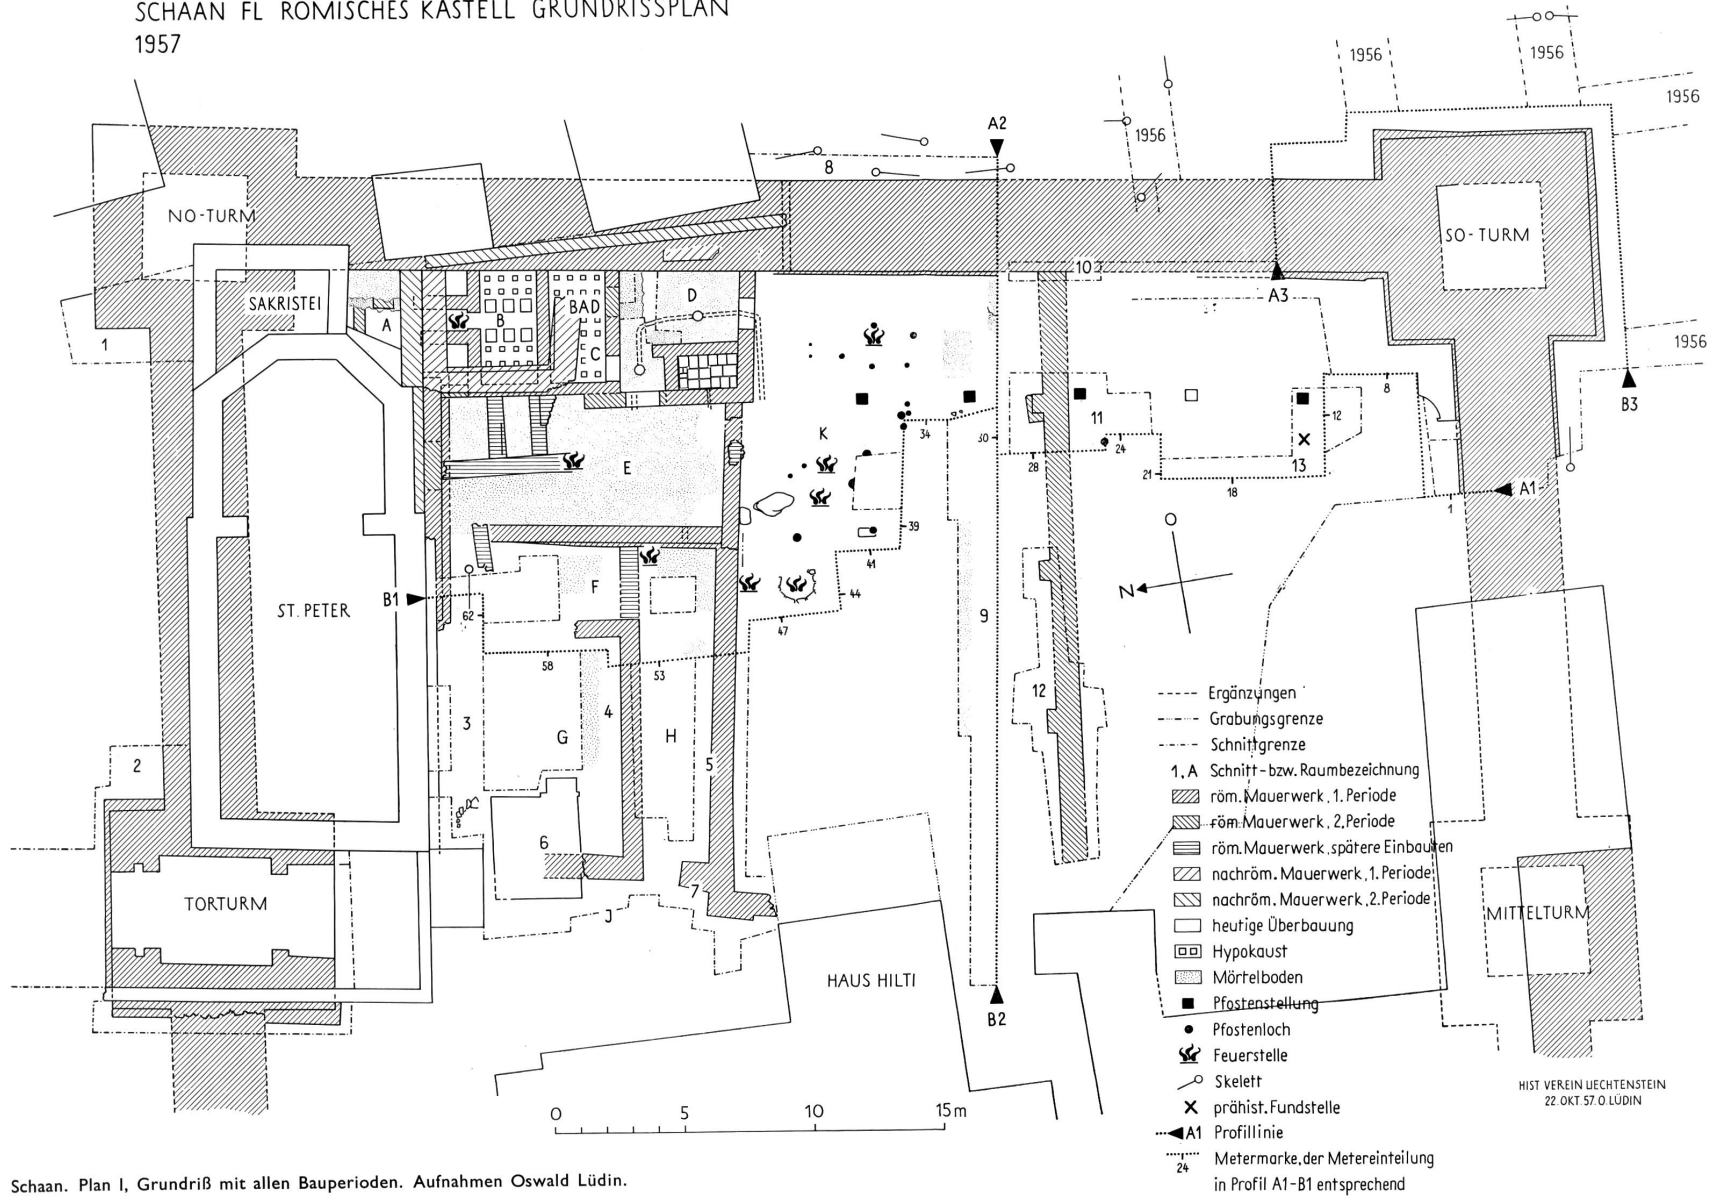 SCHAAN FL RÖMISCHES KASTELL GRUNDRISSPLAN
1957
1956
1956
1956
1956
1956
A2
8
NO-TURM
SO-TURM
SAKRISTEI
A
B
BAD
C
D
10
A3
1
B3
8
12
11
13
K
34
30
28
24
21
18
E
A1
1
39
41
44
47
O
N
ST. PETER
B1
62
F
58
53
9
12
2
3
G
4
H
5
6
7
J
TORTURM
HAUS HILTI
MITTELTURM
B2
Ergänzungen
Grabungsgrenze
Schnittgrenze
1, A Schnitt- bzw. Raumbezeichnung
röm. Mauerwerk, 1. Periode
röm. Mauerwerk, 2. Periode
röm. Mauerwerk, spätere Einbauten
nachröm. Mauerwerk, 1. Periode
nachröm. Mauerwerk, 2. Periode
heutige Überbauung
Hypokaust
Mörtelboden
Pfostenstellung
Pfostenloch
Feuerstelle
Skelett
prähist. Fundstelle
A1 Profillinie
24 Metermarke, der Metereinteilung
in Profil A1-B1 entsprechend
0 5 10 15 m
HIST VEREIN LIECHTENSTEIN
22. OKT. 57. O. LÜDIN
Schaan. Plan I, Grundriß mit allen Bauperioden. Aufnahmen Oswald Lüdin.